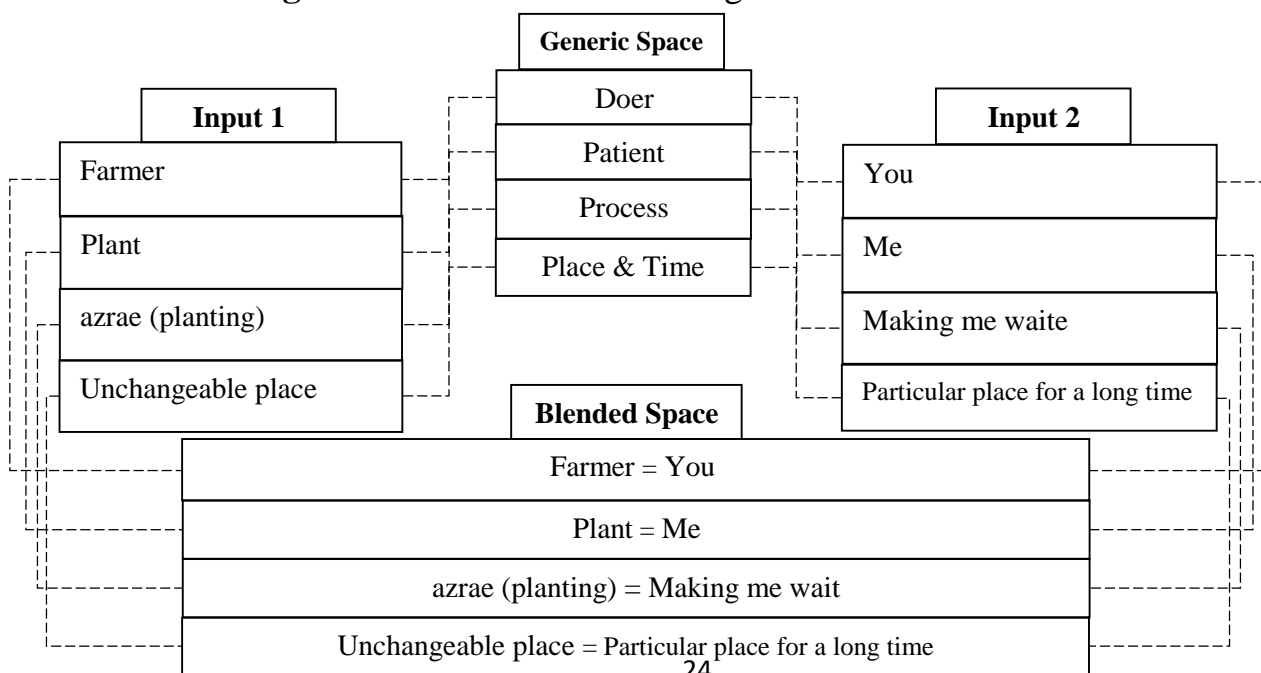 Generic Space
Doer
Patient
Process
Place & Time
Input 1
Farmer
Plant
azrae (planting)
Unchangeable place
Input 2
You
Me
Making me waite
Particular place for a long time
Blended Space
Farmer = You
Plant = Me
azrae (planting) = Making me wait
Unchangeable place = Particular place for a long time
24